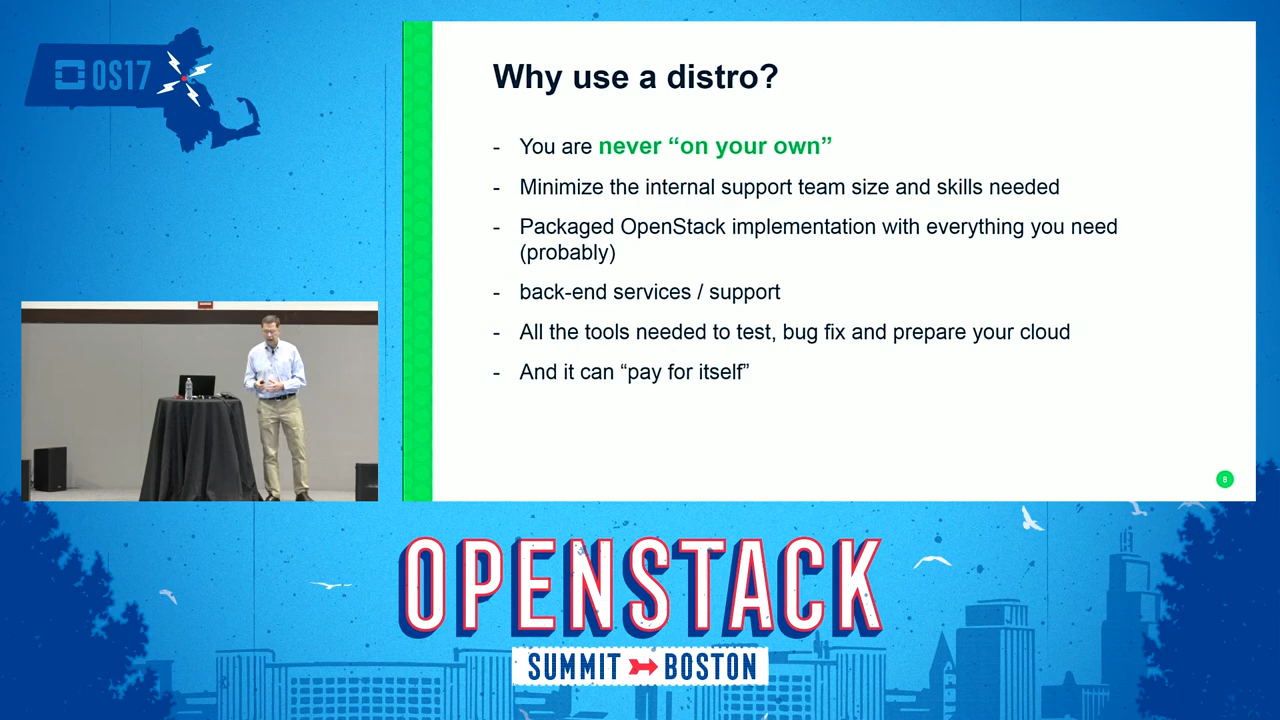 OS17
Why use a distro?
- You are never “on your own”
- Minimize the internal support team size and skills needed
- Packaged OpenStack implementation with everything you need
(probably)
- back-end services / support
- All the tools needed to test, bug fix and prepare your cloud
- And it can “pay for itself”
8
OPENSTACK
SUMMIT BOSTON